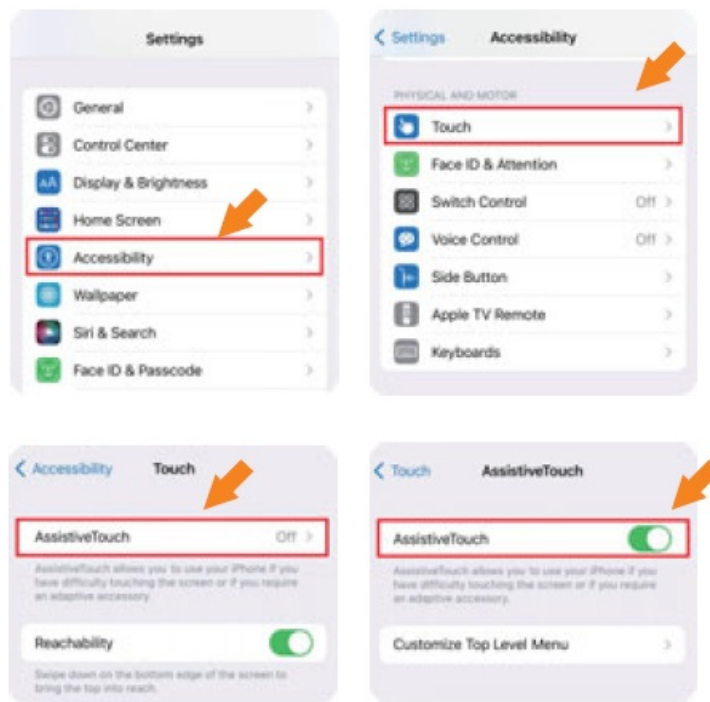 Settings
General
Control Center
Display & Brightness
Home Screen
Accessibility
Wallpaper
Siri & Search
Face ID & Passcode
Settings
Accessibility
PHYSICAL AND MOTOR
Touch
Face ID & Attention
Switch Control Off
Voice Control Off
Side Button
Apple TV Remote
Keyboards
Accessibility
Touch
AssistiveTouch Off
AssistiveTouch allows you to use your iPhone if you
have difficulty touching the screen or if you require
an adaptive accessory.
Reachability
Swipe down on the bottom edge of the screen to
bring the top into reach.
Touch
AssistiveTouch
AssistiveTouch
AssistiveTouch allows you to use your iPhone if you
have difficulty touching the screen or if you require
an adaptive accessory.
Customize Top Level Menu